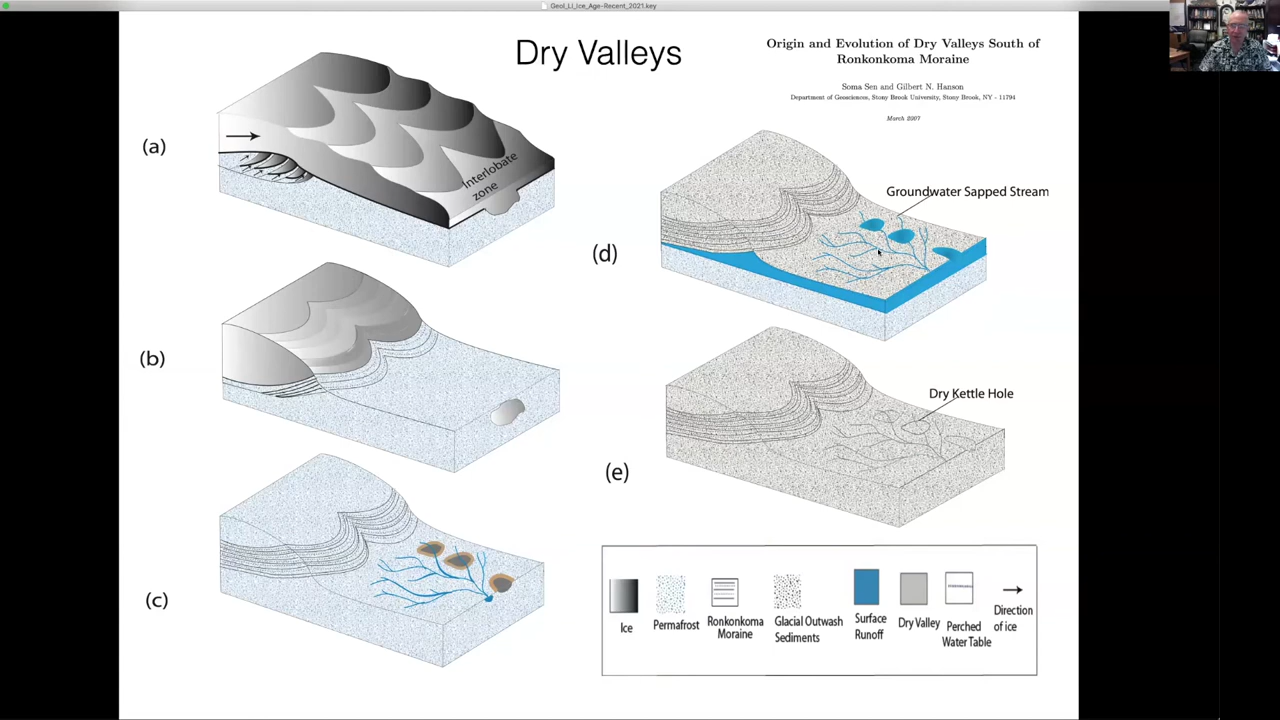 Geol_LI_Ice_Age-Recent_2021.key
Dry Valleys
Origin and Evolution of Dry Valleys South of
Ronkonkoma Moraine
Soma Sen and Gilbert N. Hanson
Department of Geosciences, Stony Brook University, Stony Brook, NY - 11794
March 2007
(a)
Interlobate
zone
(b)
(c)
(d)
Groundwater Sapped Stream
(e)
Dry Kettle Hole
Ice
Permafrost
Ronkonkoma
Moraine
Glacial Outwash
Sediments
Surface
Runoff
Dry Valley
Perched
Water Table
Direction
of ice